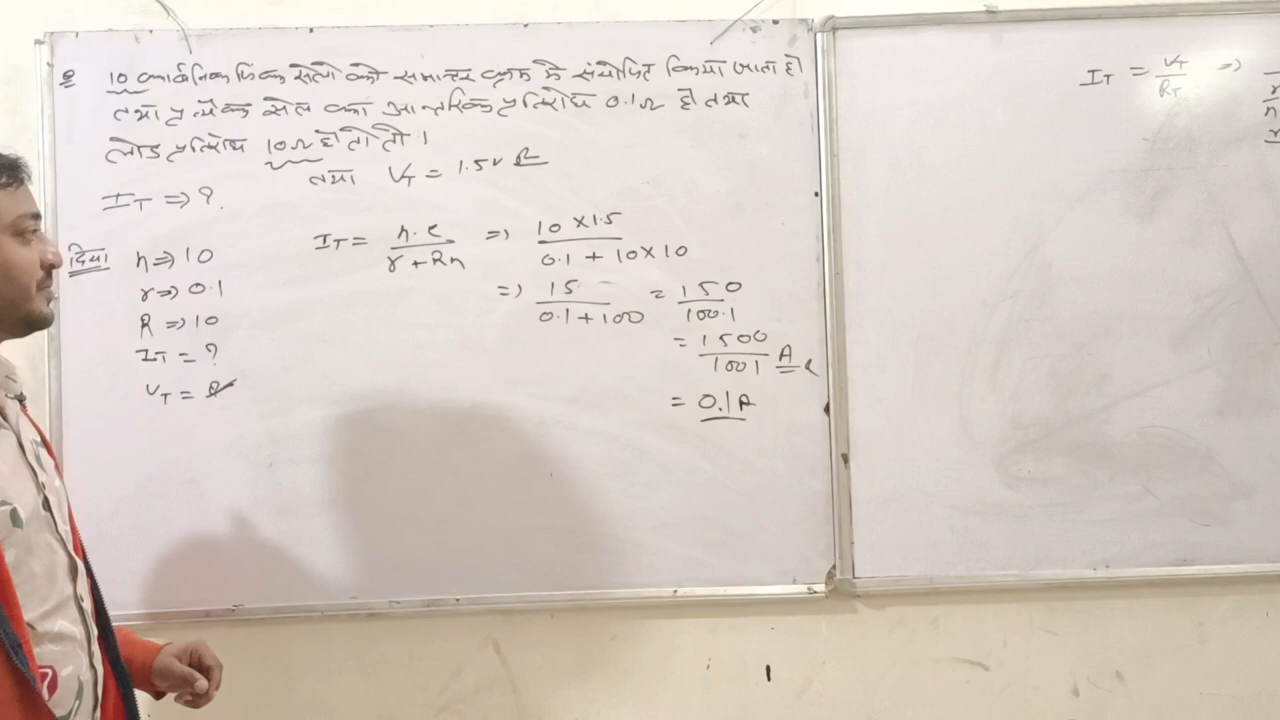 Q 10 कार्बनिक जिंक सेलो को समान्तर क्रम मे संयोजित किया जाता है
तथा प्रत्येक सेल का आन्तरिक प्रतिरोध 0.1Ω है तथा
लोड प्रतिरोध 10Ω है तो तो ।
तथा V_T = 1.5V है
I_T => ?
दिया n => 10
r => 0.1
R => 10
I_T = ?
V_T =
I_T = n.e / r + Rn => 10 x 1.5 / 0.1 + 10 x 10
=> 15 / 0.1 + 100 = 150 / 100.1
= 1500 / 1001 A
= 0.1A
I_T = V_T / R_T =>